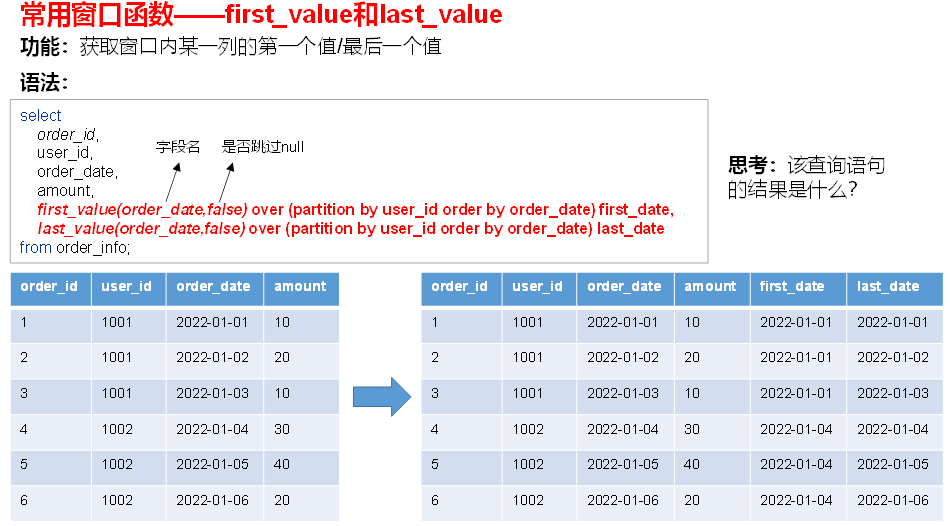 常用窗口函数——first_value和last_value
功能：获取窗口内某一列的第一个值/最后一个值
语法：
select
order_id,
user_id,
order_date,
amount,
字段名 是否跳过null
first_value(order_date,false) over (partition by user_id order by order_date) first_date,
last_value(order_date,false) over (partition by user_id order by order_date) last_date
from order_info;
思考：该查询语句
的结果是什么？
order_id user_id order_date amount
1 1001 2022-01-01 10
2 1001 2022-01-02 20
3 1001 2022-01-03 10
4 1002 2022-01-04 30
5 1002 2022-01-05 40
6 1002 2022-01-06 20
order_id user_id order_date amount first_date last_date
1 1001 2022-01-01 10 2022-01-01 2022-01-01
2 1001 2022-01-02 20 2022-01-01 2022-01-02
3 1001 2022-01-03 10 2022-01-01 2022-01-03
4 1002 2022-01-04 30 2022-01-04 2022-01-04
5 1002 2022-01-05 40 2022-01-04 2022-01-05
6 1002 2022-01-06 20 2022-01-04 2022-01-06